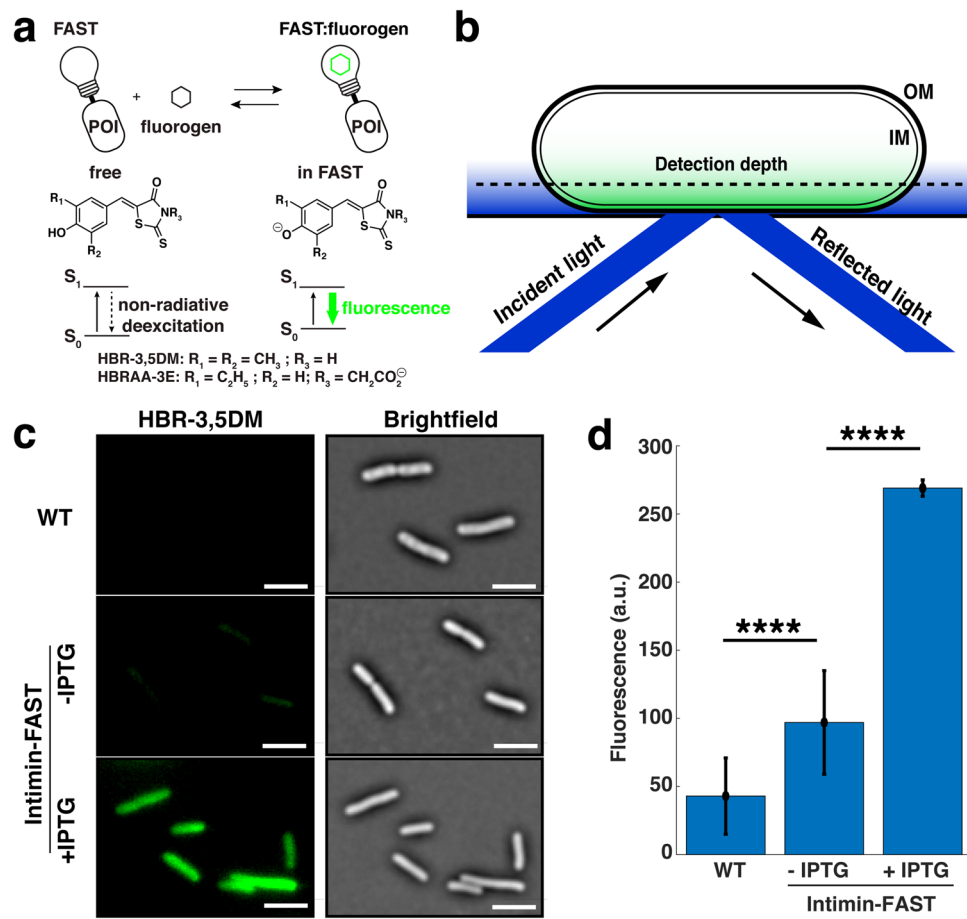 a
FAST
FAST:fluorogen
+
POI
fluorogen
POI
free
in FAST
R₁
O
HO
R₂
S
N
R₃
S
R₁
O
⊖
O
R₂
S
N
R₃
S
S₁
non-radiative
deexcitation
S₀
S₁
fluorescence
S₀
HBR-3,5DM: R₁ = R₂ = CH₃ ; R₃ = H
HBRAA-3E: R₁ = C₂H₅ ; R₂ = H; R₃ = CH₂CO₂⊖
b
OM
IM
Detection depth
Incident light
Reflected light
c
HBR-3,5DM
Brightfield
WT
Intimin-FAST
-IPTG
+IPTG
d
****
****
Fluorescence (a.u.)
300
250
200
150
100
50
0
WT
- IPTG
+ IPTG
Intimin-FAST